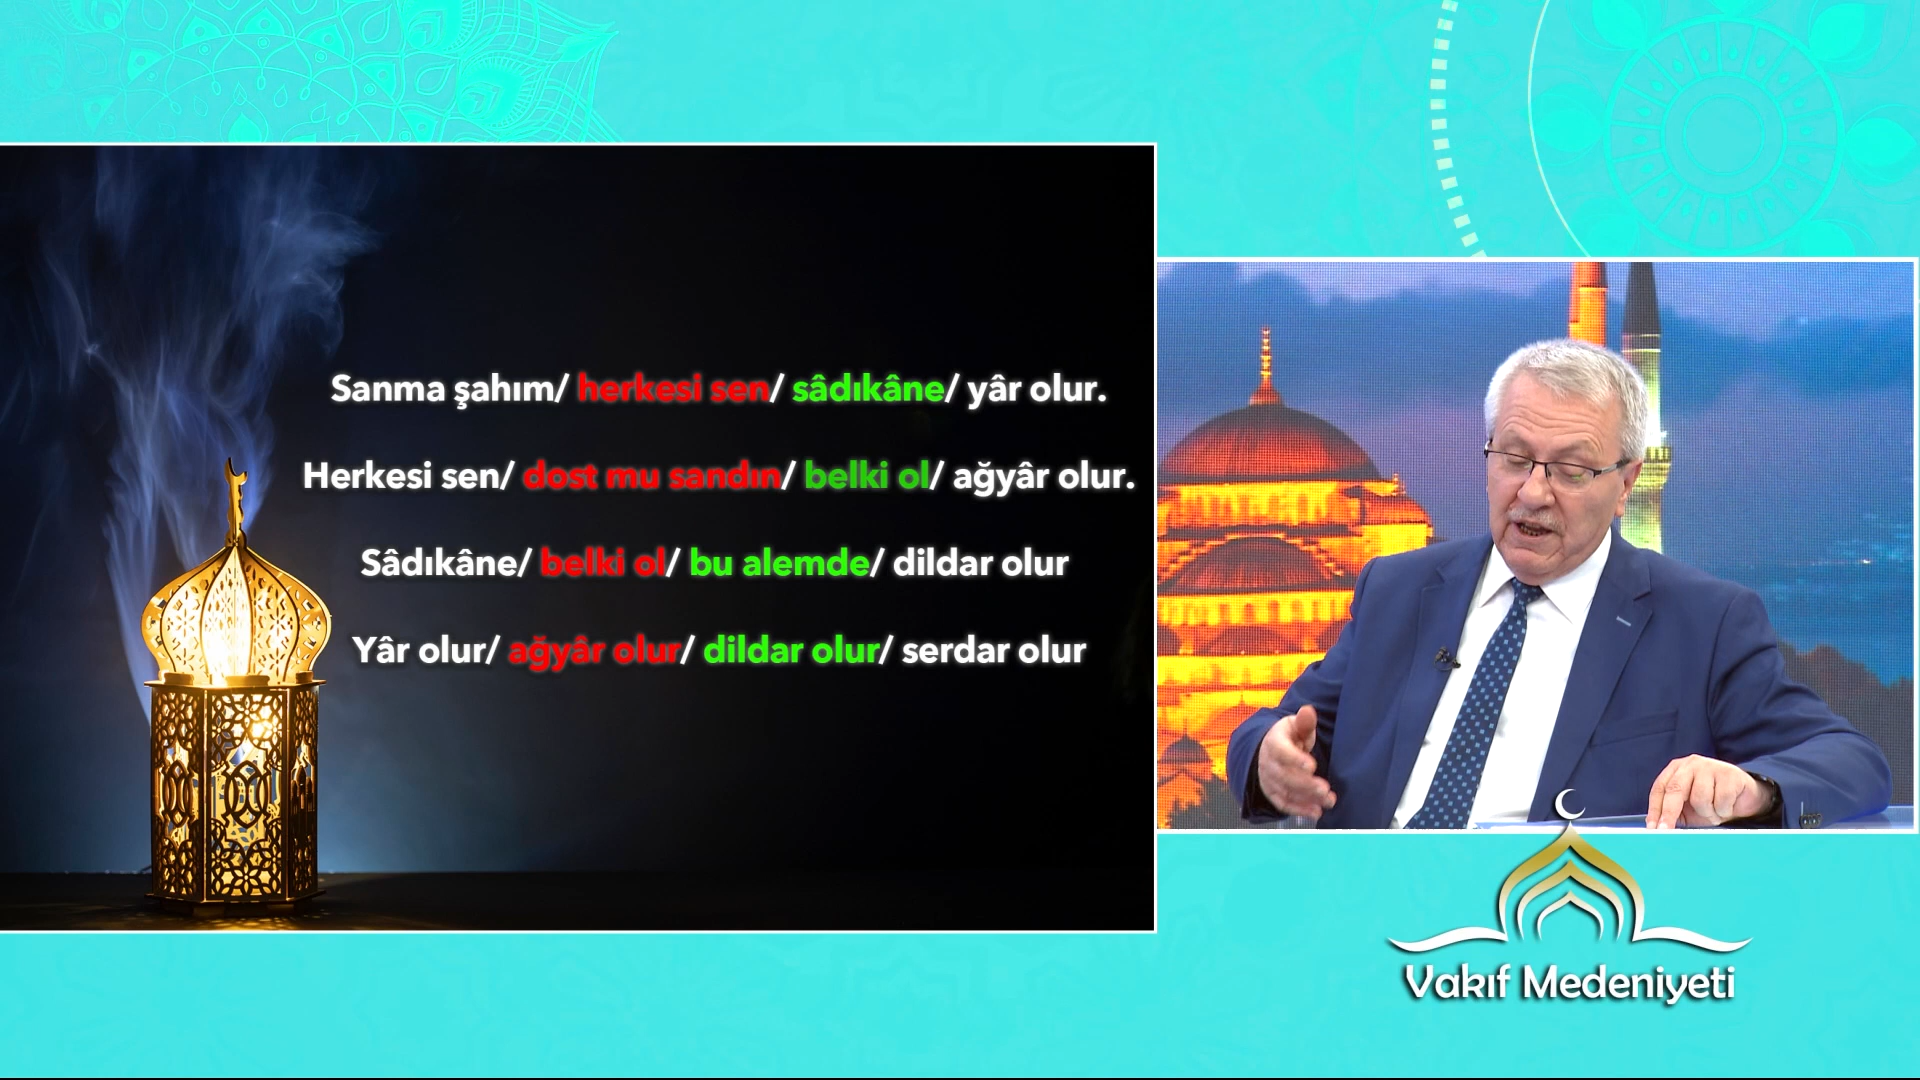 Sanma şahım/ herkesi sen/ sâdıkâne/ yâr olur.
Herkesi sen/ dost mu sandın/ belki ol/ ağyâr olur.
Sâdıkâne/ belki ol/ bu alemde/ dildar olur
Yâr olur/ ağyâr olur/ dildar olur/ serdar olur
Vakıf Medeniyeti